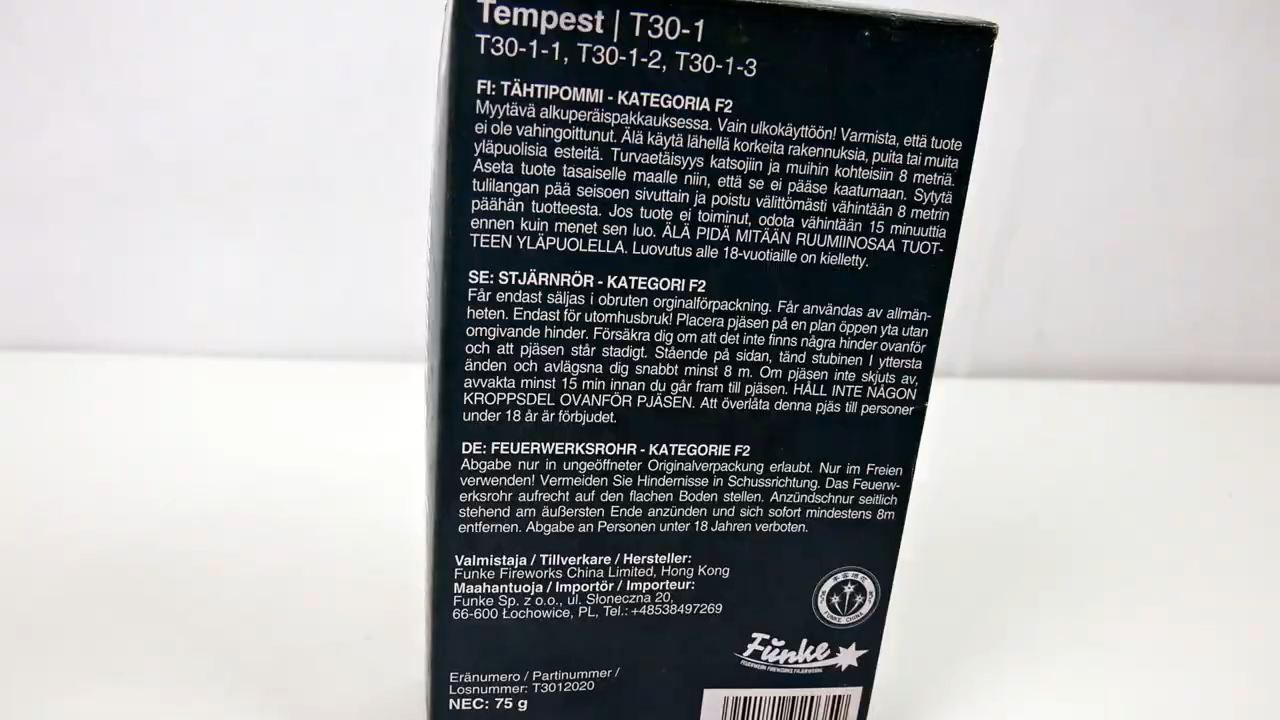 Tempest | T30-1
T30-1-1, T30-1-2, T30-1-3
FI: TÄHTIPOMMI - KATEGORIA F2
Myytävä alkuperäispakkauksessa. Vain ulkokäyttöön! Varmista, että tuote
ei ole vahingoittunut. Älä käytä lähellä korkeita rakennuksia, puita tai muita
yläpuolisia esteitä. Turvaetäisyys katsojiin ja muihin kohteisiin 8 metriä.
Aseta tuote tasaiselle maalle niin, että se ei pääse kaatumaan. Sytytä
tulilangan pää seisoen sivuttain ja poistu välittömästi vähintään 8 metrin
päähän tuotteesta. Jos tuote ei toiminut, odota vähintään 15 minuuttia
ennen kuin menet sen luo. ÄLÄ PIDÄ MITÄÄN RUUMIINOSAA TUOT-
TEEN YLÄPUOLELLA. Luovutus alle 18-vuotiaille on kielletty.
SE: STJÄRNRÖR - KATEGORI F2
Får endast säljas i obruten orginalförpackning. Får användas av allmän-
heten. Endast för utomhusbruk! Placera pjäsen på en plan öppen yta utan
omgivande hinder. Försäkra dig om att det inte finns några hinder ovanför
och att pjäsen står stadigt. Stående på sidan, tänd stubinen I yttersta
änden och avlägsna dig snabbt minst 8 m. Om pjäsen inte skjuts av,
avvakta minst 15 min innan du går fram till pjäsen. HÅLL INTE NÅGON
KROPPSDEL OVANFÖR PJÄSEN. Att överlåta denna pjäs till personer
under 18 år är förbjudet.
DE: FEUERWERKSROHR - KATEGORIE F2
Abgabe nur in ungeöffneter Originalverpackung erlaubt. Nur im Freien
verwenden! Vermeiden Sie Hindernisse in Schussrichtung. Das Feuerw-
erksrohr aufrecht auf den flachen Boden stellen. Anzündschnur seitlich
stehend am äußersten Ende anzünden und sich sofort mindestens 8m
entfernen. Abgabe an Personen unter 18 Jahren verboten.
Valmistaja / Tillverkare / Hersteller:
Funke Fireworks China Limited, Hong Kong
Maahantuoja / Importör / Importeur:
Funke Sp. z o.o., ul. Słoneczna 20,
66-600 Łochowice, PL, Tel.: +48538497269
FUNKE CHINA
Funke
Eränumero / Partinummer /
Losnummer: T3012020
NEC: 75 g